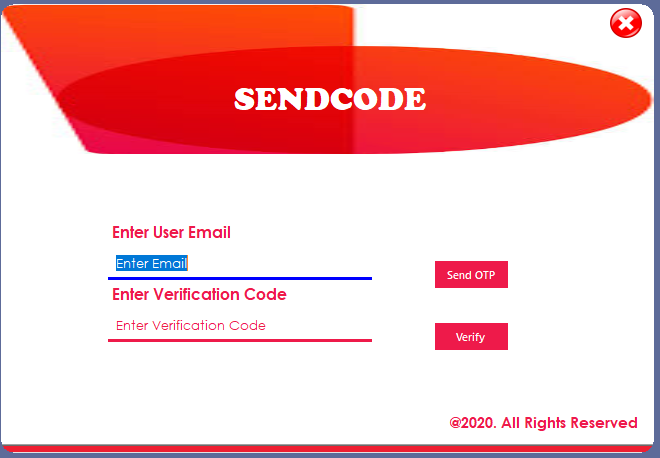 SENDCODE
Enter User Email
Enter Email
Send OTP
Enter Verification Code
Enter Verification Code
Verify
@2020. All Rights Reserved